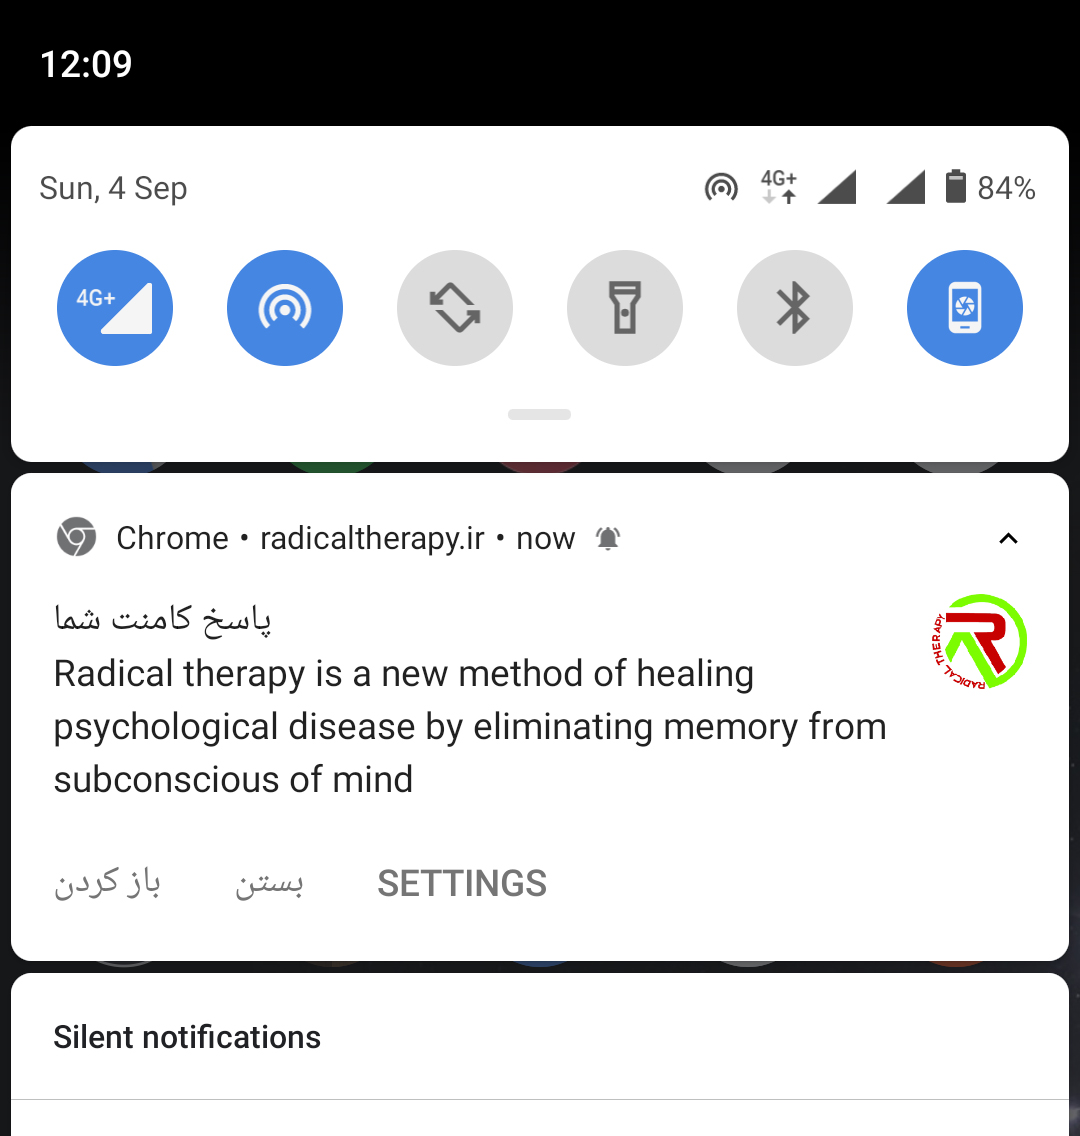 12:09
Sun, 4 Sep
4G+
84%
4G+
Chrome • radicaltherapy.ir • now
پاسخ کامنت شما
Radical therapy is a new method of healing
psychological disease by eliminating memory from
subconscious of mind
RADICAL THERAPY
باز کردن
بستن
SETTINGS
Silent notifications